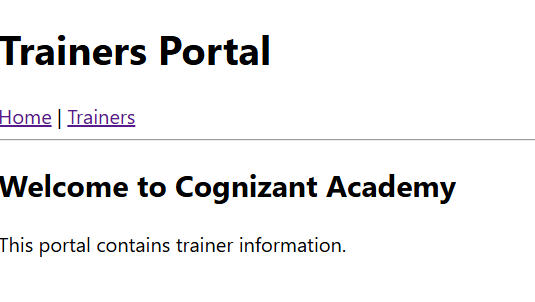 Trainers Portal
Home | Trainers
Welcome to Cognizant Academy
This portal contains trainer information.